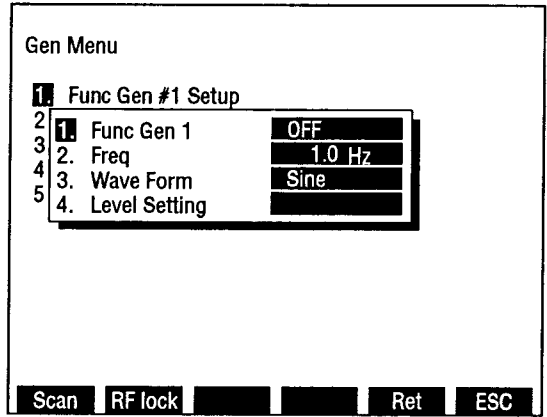 Gen Menu
1. Func Gen #1 Setup
2
3
4
5
1. Func Gen 1 OFF
2. Freq 1.0 Hz
3. Wave Form Sine
4. Level Setting
Scan RF lock Ret ESC